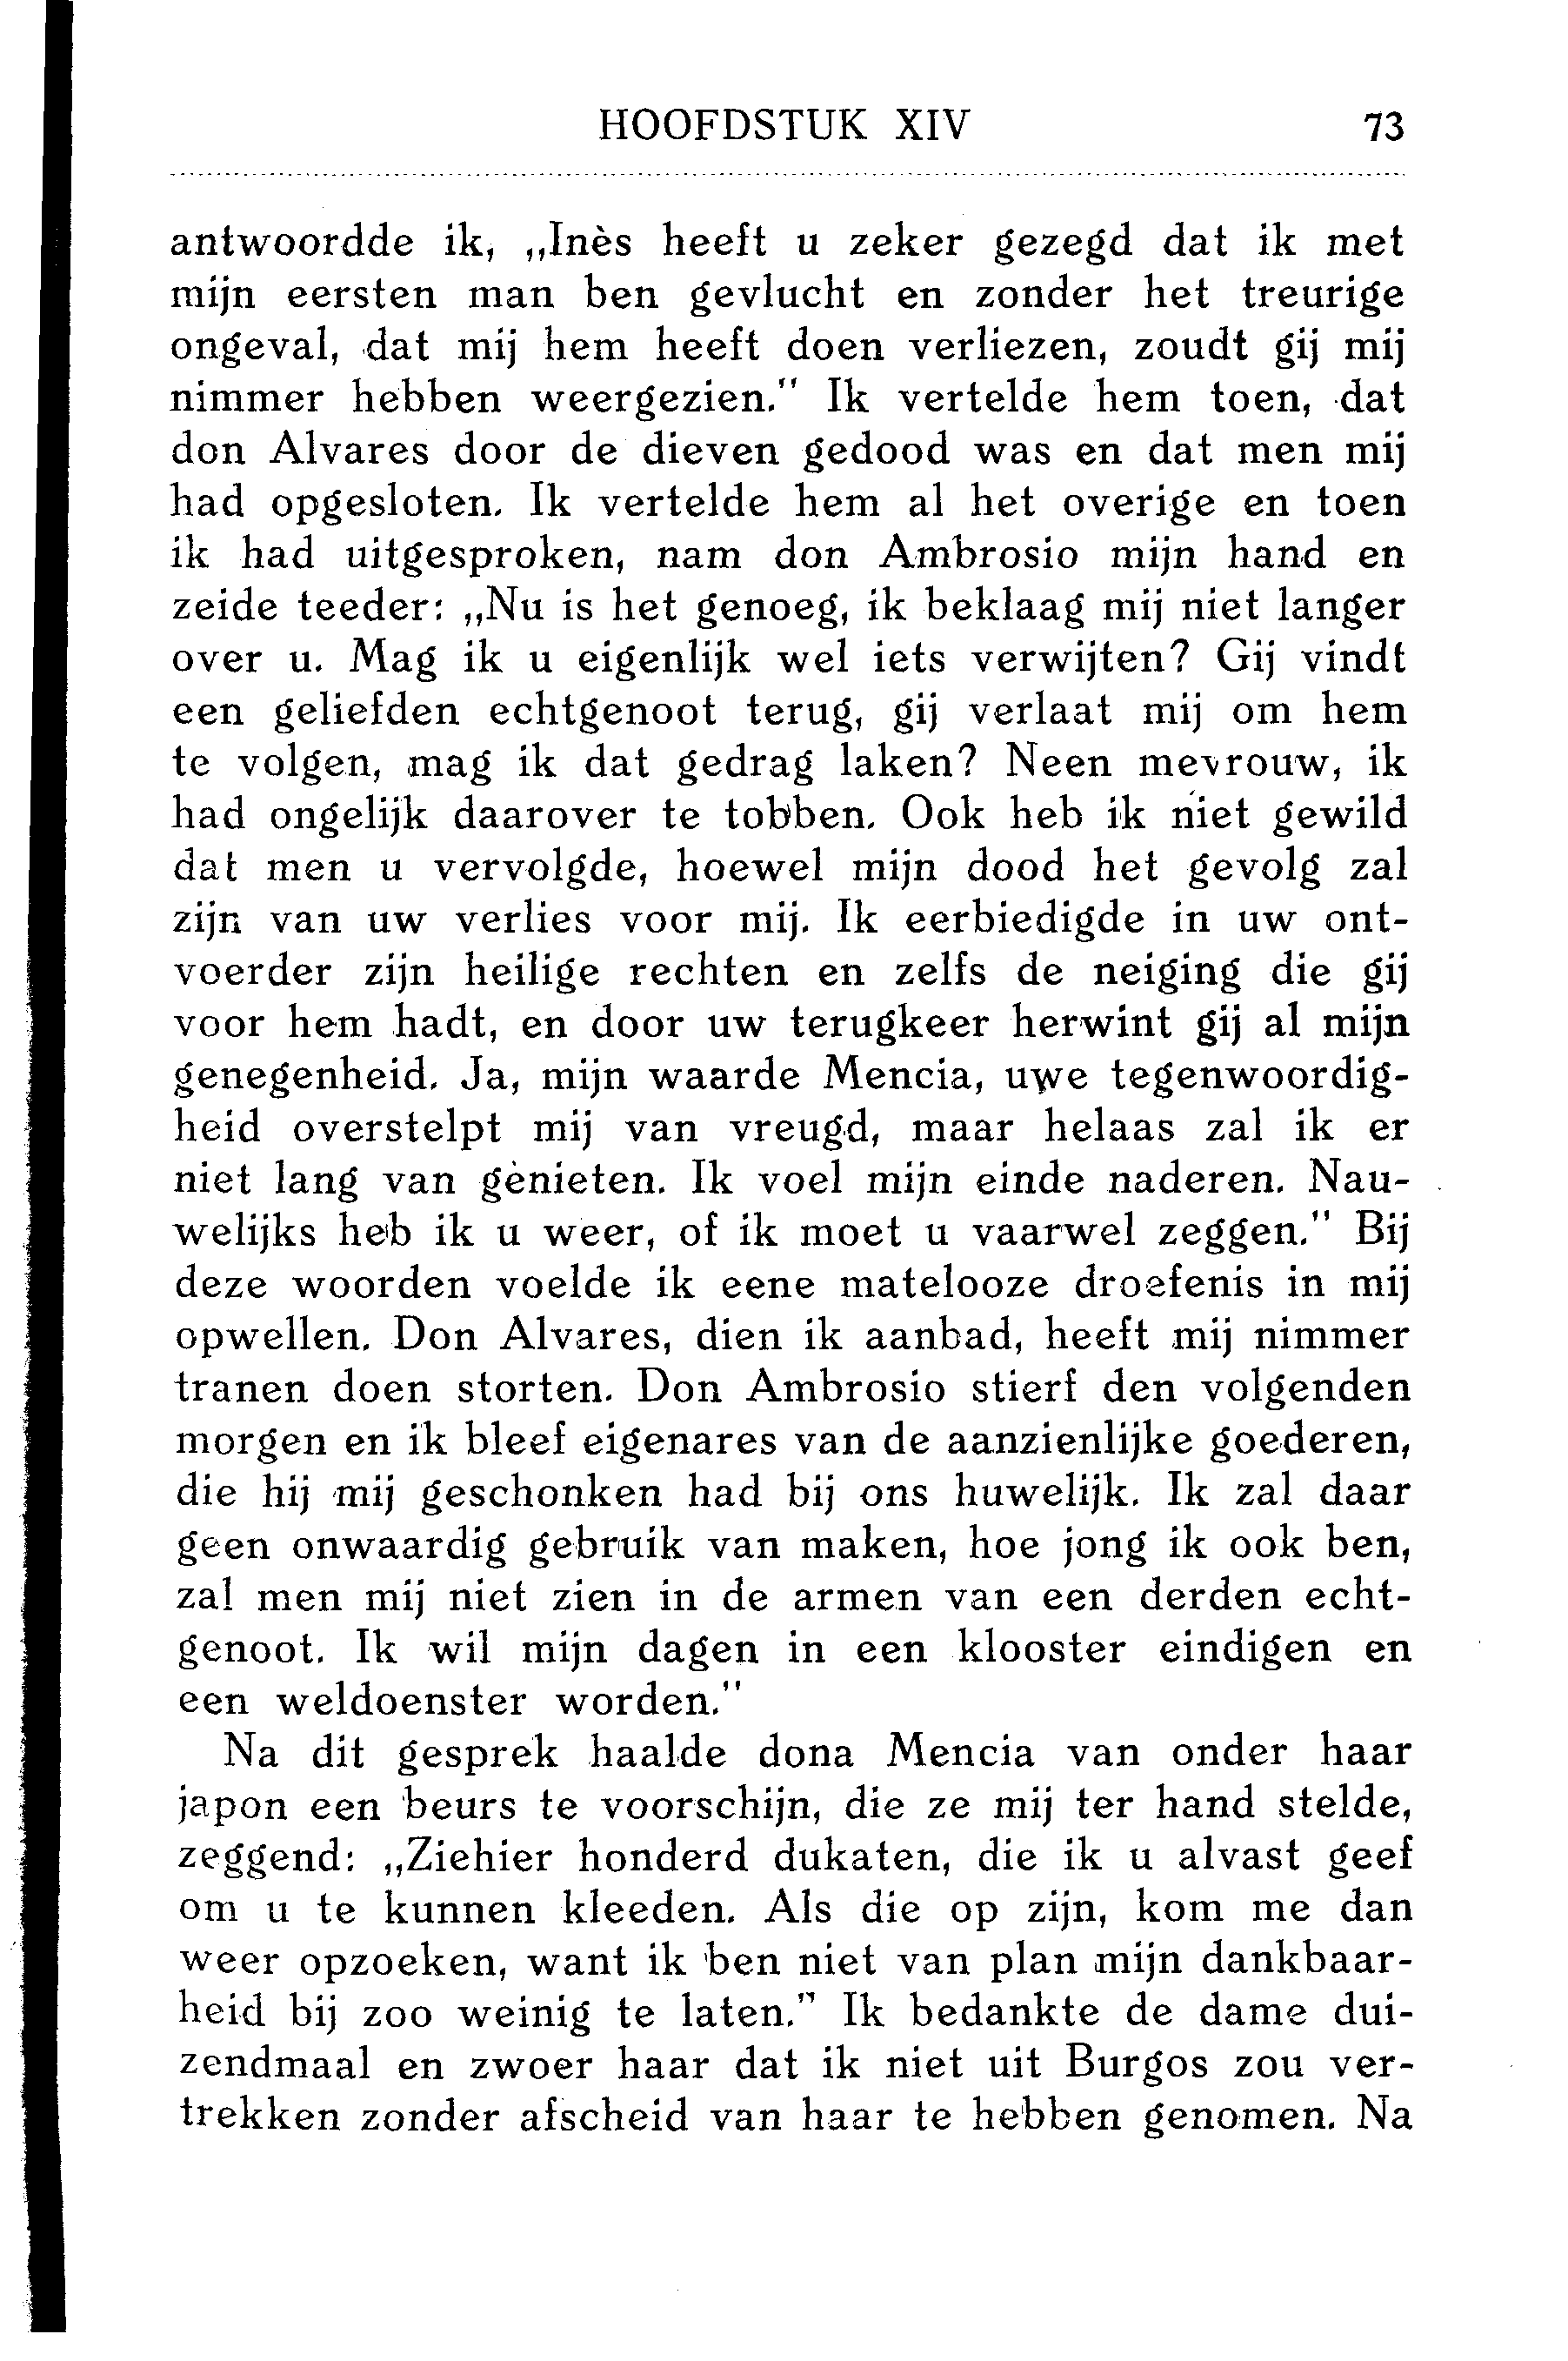 HOOFDSTUK XIV 73
antwoordde ik, „Inès heeft u zeker gezegd dat ik met
mijn eersten man ben gevlucht en zonder het treurige
ongeval, dat mij hem heeft doen verliezen, zoudt gij mij
nimmer hebben weergezien.” Ik vertelde hem toen, dat
don Alvares door de dieven gedood was en dat men mij
had opgesloten. Ik vertelde hem al het overige en toen
ik had uitgesproken, nam don Ambrosio mijn hand en
zeide teeder: „Nu is het genoeg, ik beklaag mij niet langer
over u. Mag ik u eigenlijk wel iets verwijten? Gij vindt
een geliefden echtgenoot terug, gij verlaat mij om hem
te volgen, mag ik dat gedrag laken? Neen mevrouw, ik
had ongelijk daarover te tobben. Ook heb ik niet gewild
dat men u vervolgde, hoewel mijn dood het gevolg zal
zijn van uw verlies voor mij. Ik eerbiedigde in uw ont-
voerder zijn heilige rechten en zelfs de neiging die gij
voor hem hadt, en door uw terugkeer herwint gij al mijn
genegenheid. Ja, mijn waarde Mencia, uwe tegenwoordig-
heid overstelpt mij van vreugd, maar helaas zal ik er
niet lang van genieten. Ik voel mijn einde naderen. Nau-
welijks heb ik u weer, of ik moet u vaarwel zeggen.” Bij
deze woorden voelde ik eene matelooze droefenis in mij
opwellen. Don Alvares, dien ik aanbad, heeft mij nimmer
tranen doen storten. Don Ambrosio stierf den volgenden
morgen en ik bleef eigenares van de aanzienlijke goederen,
die hij mij geschonken had bij ons huwelijk. Ik zal daar
geen onwaardig gebruik van maken, hoe jong ik ook ben,
zal men mij niet zien in de armen van een derden echt-
genoot. Ik wil mijn dagen in een klooster eindigen en
een weldoenster worden.”
Na dit gesprek haalde dona Mencia van onder haar
japon een beurs te voorschijn, die ze mij ter hand stelde,
zeggend: „Ziehier honderd dukaten, die ik u alvast geef
om u te kunnen kleeden. Als die op zijn, kom me dan
weer opzoeken, want ik ben niet van plan mijn dankbaar-
heid bij zoo weinig te laten.” Ik bedankte de dame dui-
zendmaal en zwoer haar dat ik niet uit Burgos zou ver-
trekken zonder afscheid van haar te hebben genomen. Na